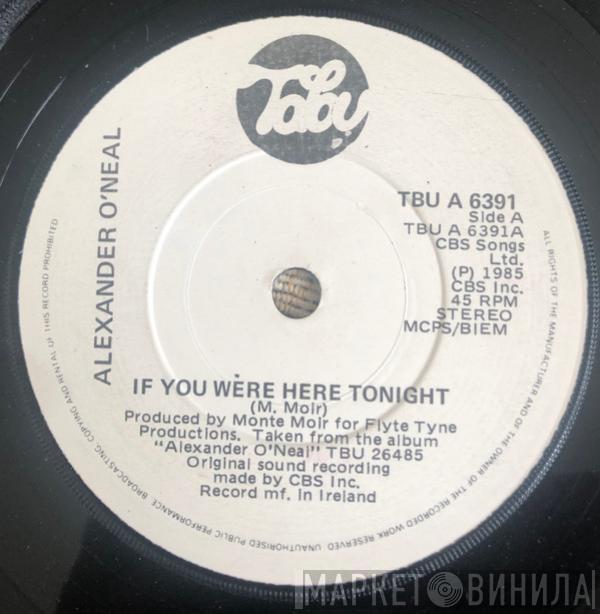 Tabu
ALEXANDER O'NEAL
TBU A 6391
Side A
TBU A 6391A
CBS Songs
Ltd.
(P) 1985
CBS Inc.
45 RPM
STEREO
MCPS/BIEM
IF YOU WERE HERE TONIGHT
(M. Moir)
Produced by Monte Moir for Flyte Tyne
Productions. Taken from the album
"Alexander O'Neal" TBU 26485
Original sound recording
made by CBS Inc.
Record mf. in Ireland
ALL RIGHTS OF THE MANUFACTURER AND OF THE OWNER OF THE RECORDED WORK RESERVED. UNAUTHORISED PUBLIC PERFORMANCE, BROADCASTING, COPYING AND RENTAL OF THIS RECORD PROHIBITED
МАРКЕТ ВИНИЛА